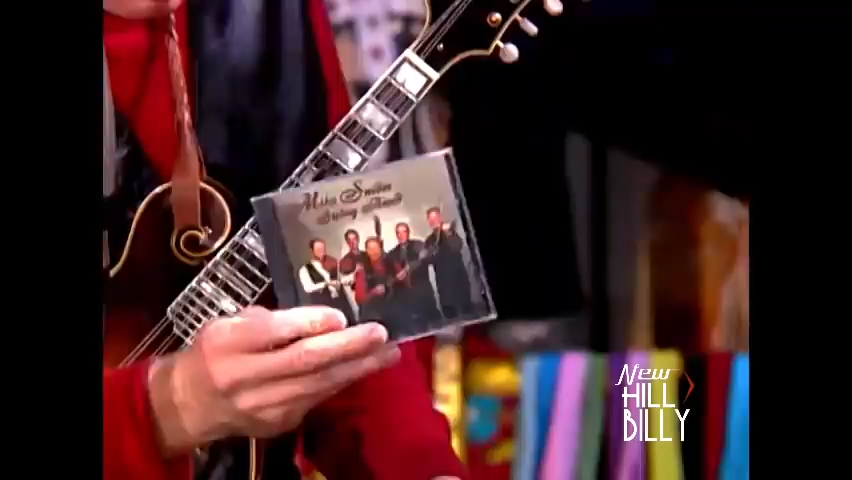 Mike Snider
String Band
New
HILL
BILLY